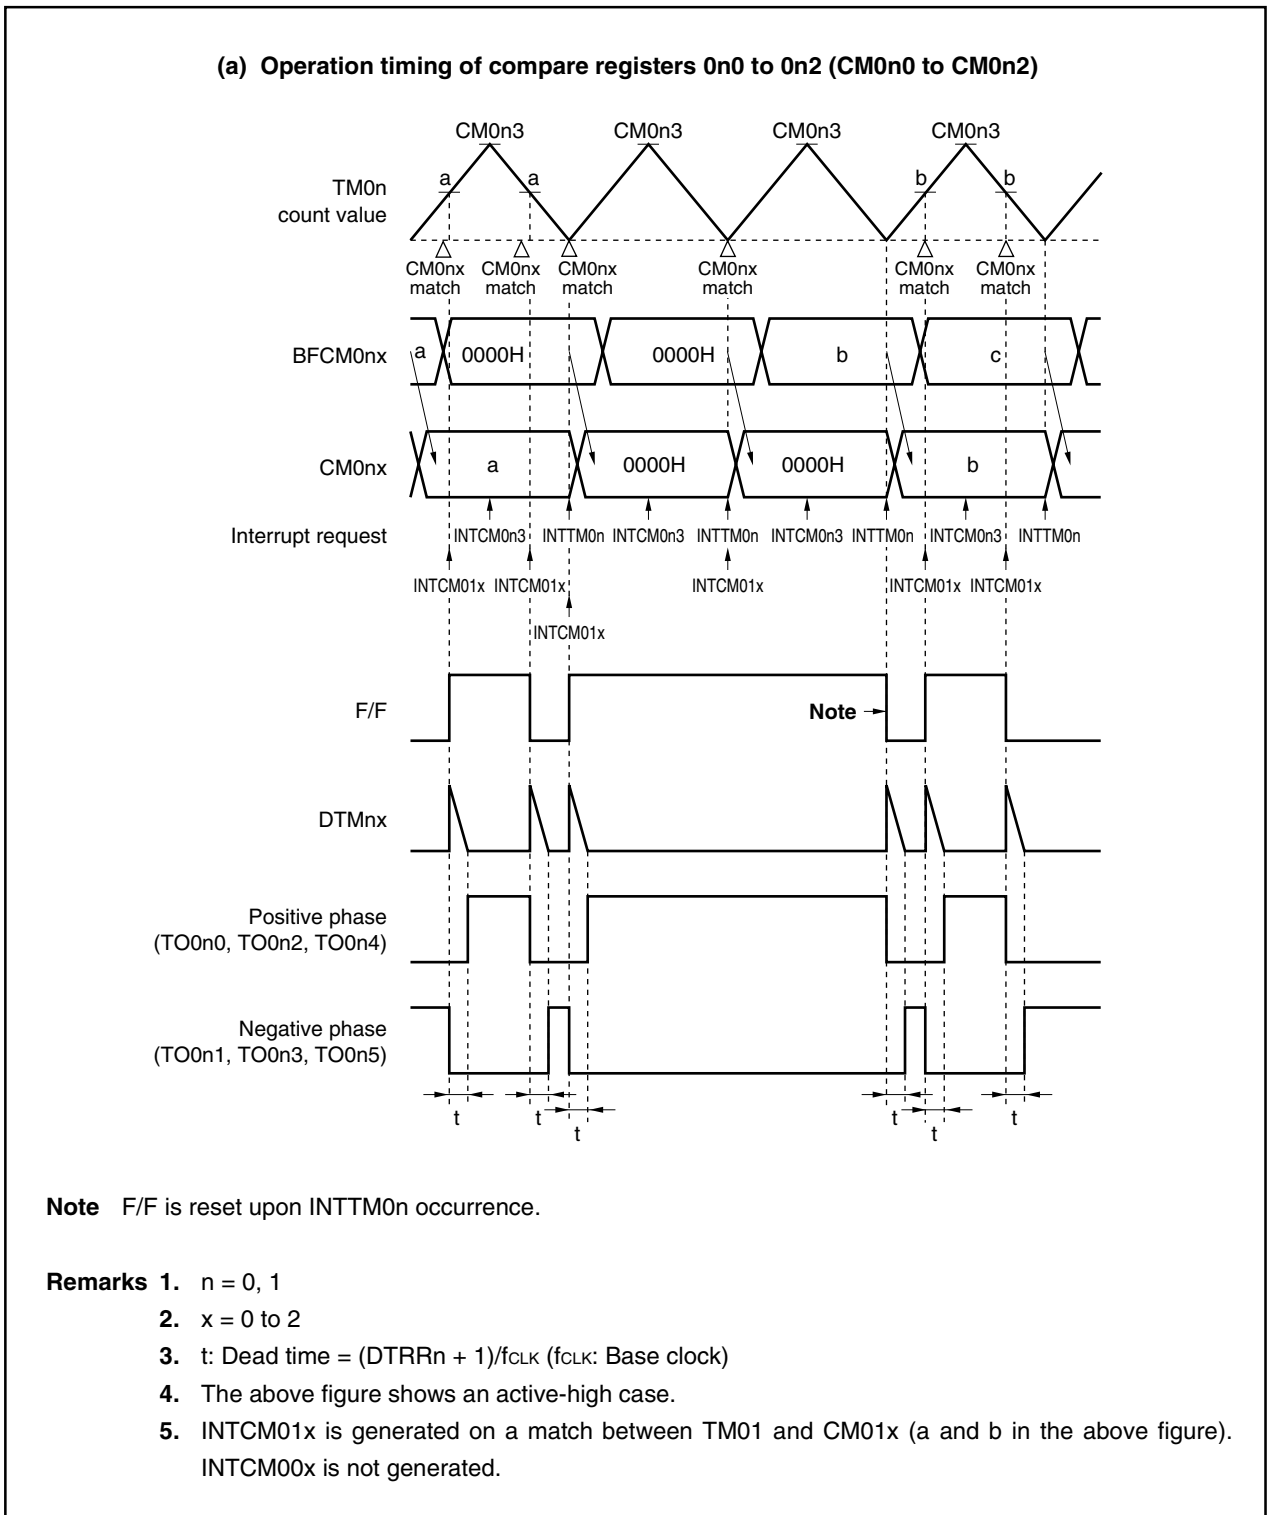 (a) Operation timing of compare registers 0n0 to 0n2 (CM0n0 to CM0n2)
CM0n3 CM0n3 CM0n3 CM0n3
a a b b
TM0n
count value
CM0nx CM0nx CM0nx CM0nx CM0nx CM0nx
match match match match match match
BFCM0nx a 0000H 0000H b c
CM0nx a 0000H 0000H b
Interrupt request INTCM0n3 INTTM0n INTCM0n3 INTTM0n INTCM0n3 INTTM0n INTCM0n3 INTTM0n
INTCM01x INTCM01x INTCM01x INTCM01x INTCM01x
INTCM01x
F/F Note
DTMnx
Positive phase
(TO0n0, TO0n2, TO0n4)
Negative phase
(TO0n1, TO0n3, TO0n5)
t t t t
t t
Note F/F is reset upon INTTM0n occurrence.
Remarks 1. n = 0, 1
2. x = 0 to 2
3. t: Dead time = (DTRRn + 1)/fCLK (fCLK: Base clock)
4. The above figure shows an active-high case.
5. INTCM01x is generated on a match between TM01 and CM01x (a and b in the above figure).
INTCM00x is not generated.